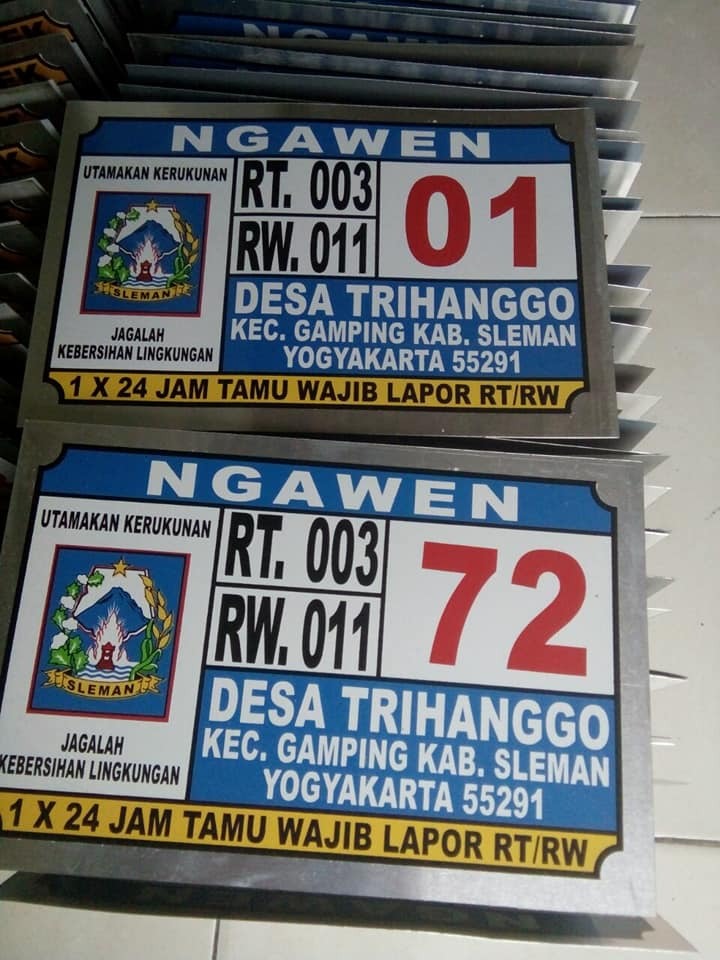 NGAWEN
UTAMAKAN KERUKUNAN
SLEMAN
JAGALAH
KEBERSIHAN LINGKUNGAN
RT. 003
RW. 011
01
DESA TRIHANGGO
KEC. GAMPING KAB. SLEMAN
YOGYAKARTA 55291
1 X 24 JAM TAMU WAJIB LAPOR RT/RW
NGAWEN
UTAMAKAN KERUKUNAN
SLEMAN
JAGALAH
KEBERSIHAN LINGKUNGAN
RT. 003
RW. 011
72
DESA TRIHANGGO
KEC. GAMPING KAB. SLEMAN
YOGYAKARTA 55291
1 X 24 JAM TAMU WAJIB LAPOR RT/RW